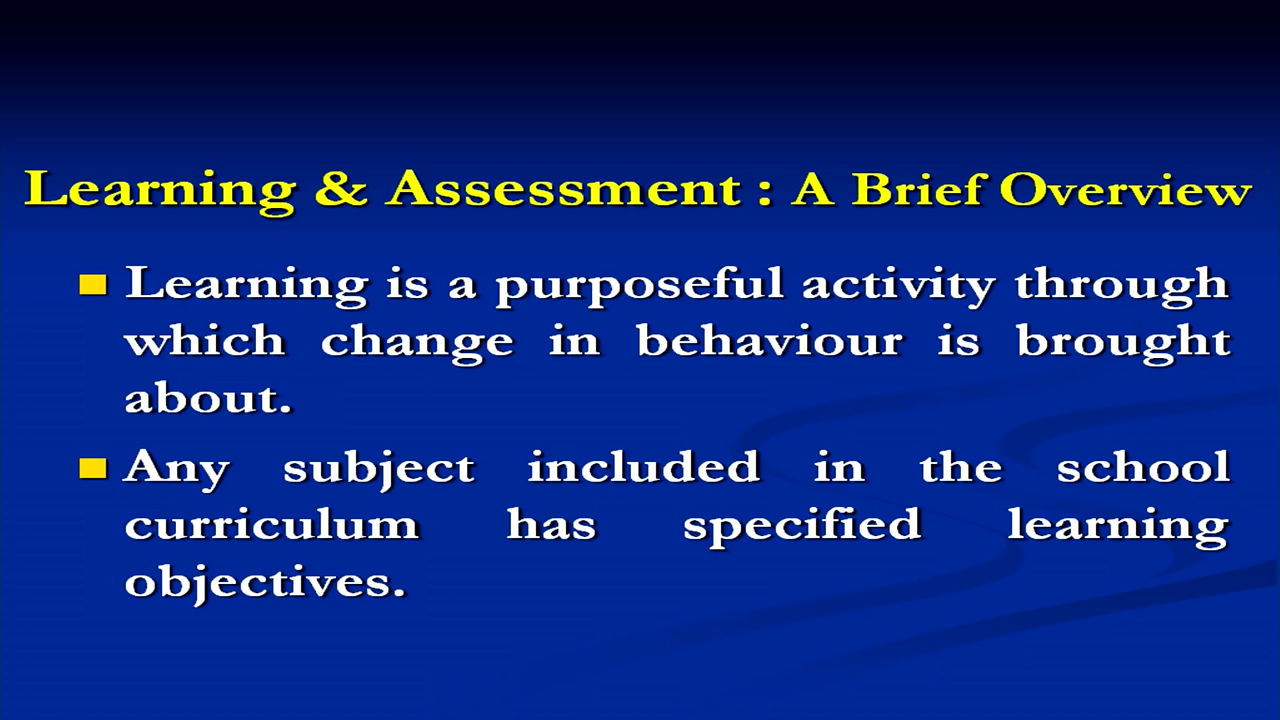 Learning & Assessment : A Brief Overview
Learning is a purposeful activity through
which change in behaviour is brought
about.
Any subject included in the school
curriculum has specified learning
objectives.